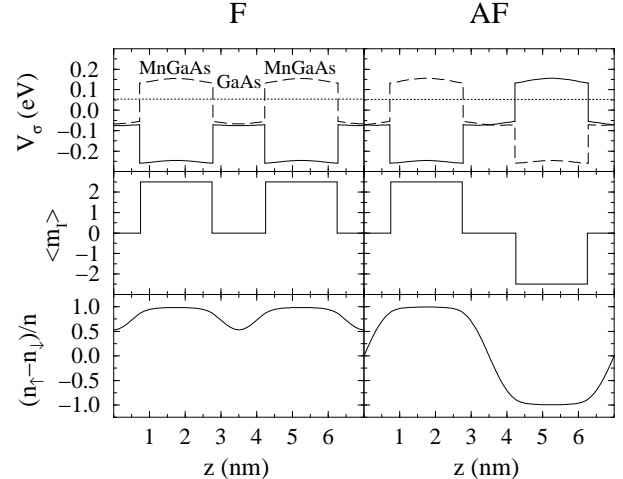 F AF
MnGaAs GaAs MnGaAs
V_σ (eV)
0.2
0.1
0.0
−0.1
−0.2
<m_I>
2
1
0
−1
−2
(n_↑−n_↓)/n
1.0
0.5
0.0
−0.5
−1.0
1 2 3 4 5 6 1 2 3 4 5 6
z (nm) z (nm)